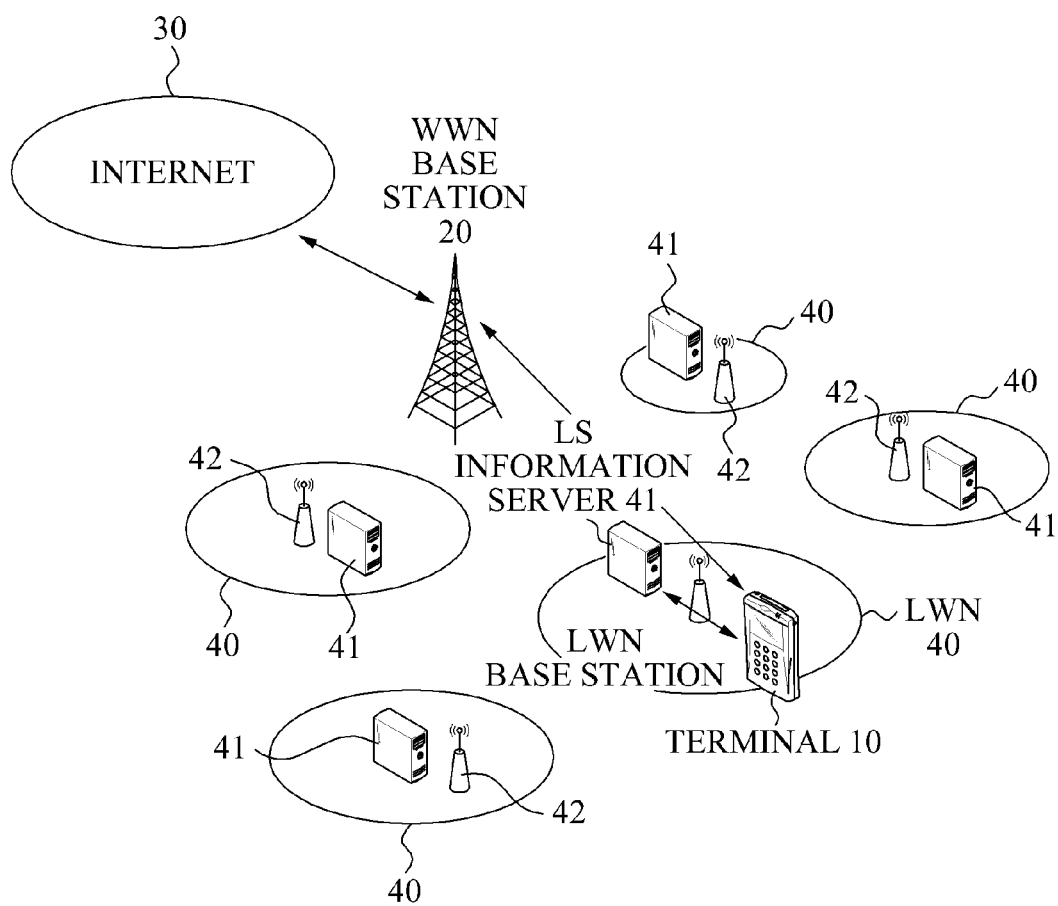 30
INTERNET
WWN
BASE
STATION
20
41
40
42
40
42
41
LS
INFORMATION
SERVER 41
42
40
41
LWN
BASE STATION
LWN
40
TERMINAL 10
41
42
40